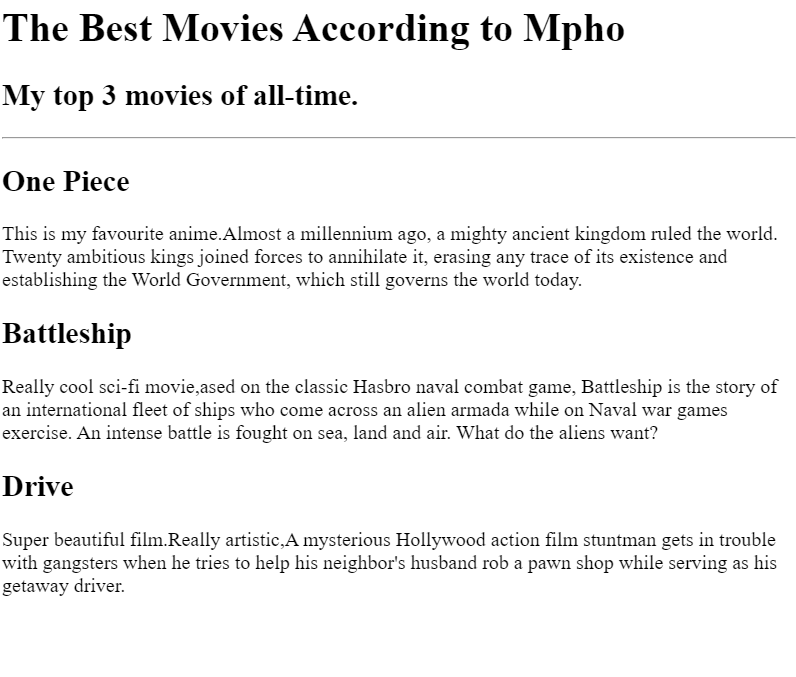 The Best Movies According to Mpho
My top 3 movies of all-time.
One Piece
This is my favourite anime.Almost a millennium ago, a mighty ancient kingdom ruled the world.
Twenty ambitious kings joined forces to annihilate it, erasing any trace of its existence and
establishing the World Government, which still governs the world today.
Battleship
Really cool sci-fi movie,ased on the classic Hasbro naval combat game, Battleship is the story of
an international fleet of ships who come across an alien armada while on Naval war games
exercise. An intense battle is fought on sea, land and air. What do the aliens want?
Drive
Super beautiful film.Really artistic,A mysterious Hollywood action film stuntman gets in trouble
with gangsters when he tries to help his neighbor's husband rob a pawn shop while serving as his
getaway driver.